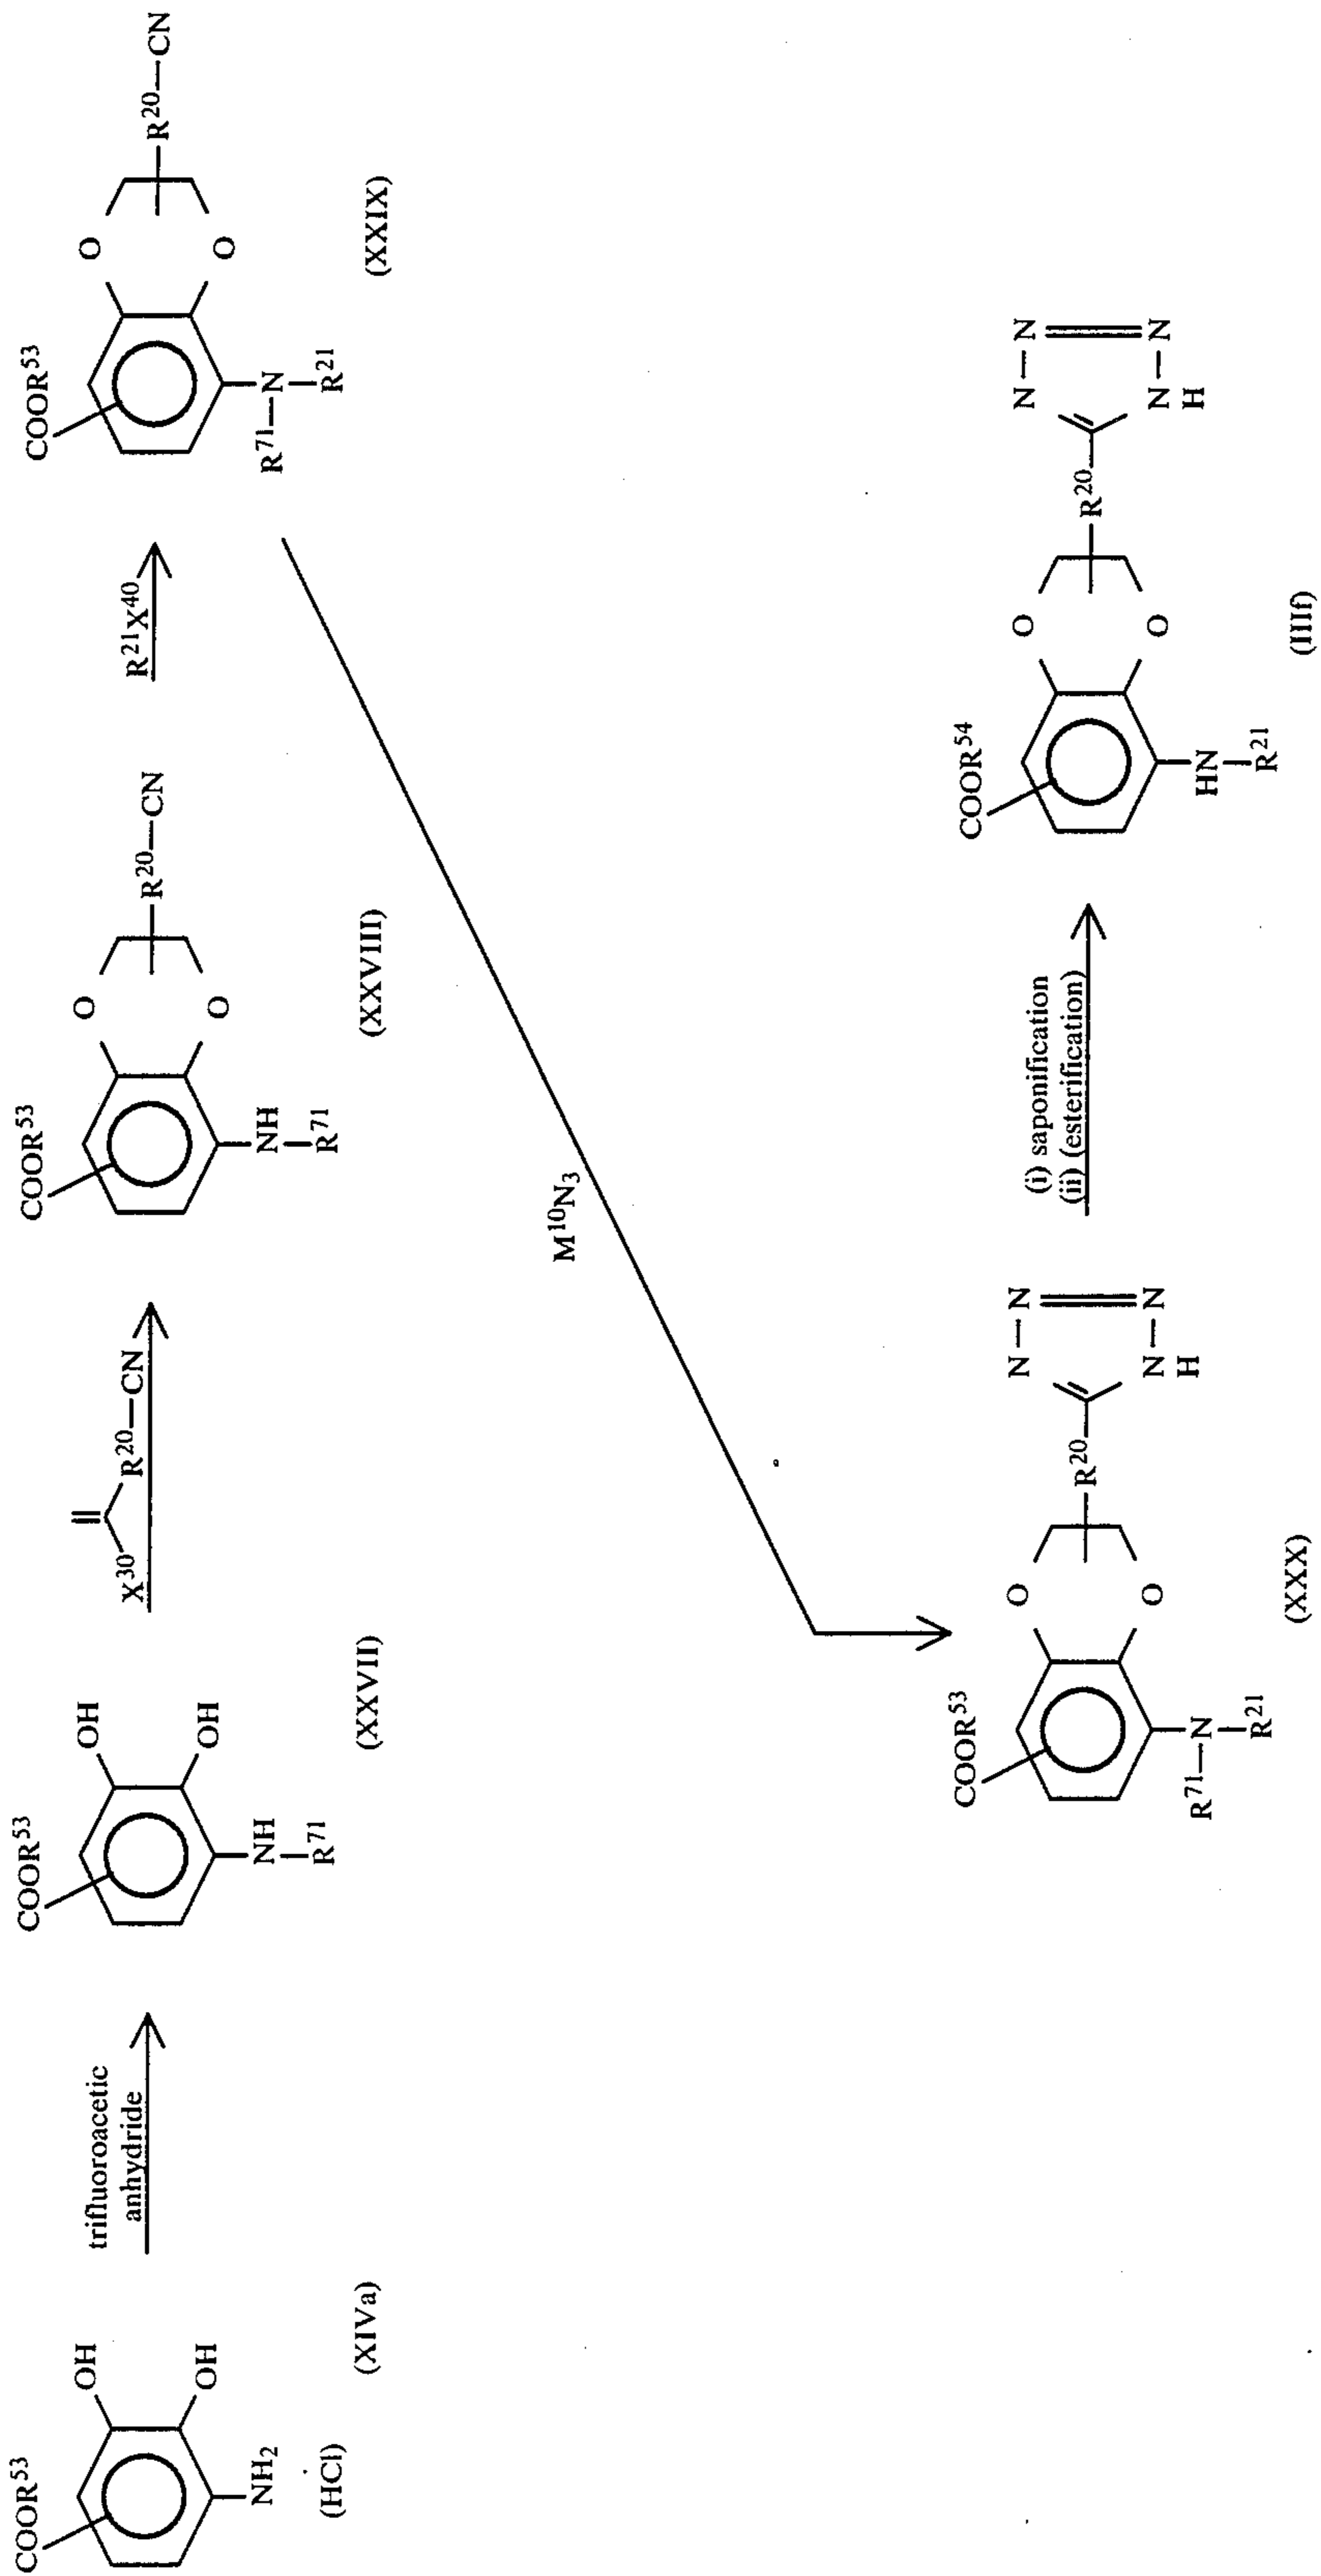 COOR⁵³
OH
OH
NH₂
(HCl)
(XIVa)
trifluoroacetic
anhydride
COOR⁵³
OH
OH
NH
R⁷¹
(XXVII)
X³⁰ R²⁰—CN
COOR⁵³
O
O
R²⁰—CN
NH
R⁷¹
(XXVIII)
R²¹X⁴⁰
COOR⁵³
O
O
R²⁰—CN
R⁷¹—N
R²¹
(XXIX)
M¹⁰N₃
COOR⁵³
O
O
R²⁰
N—N
N—N
H
R⁷¹—N
R²¹
(XXX)
(i) saponification
(ii) (esterification)
COOR⁵⁴
O
O
R²⁰
N—N
N—N
H
HN
R²¹
(IIIf)